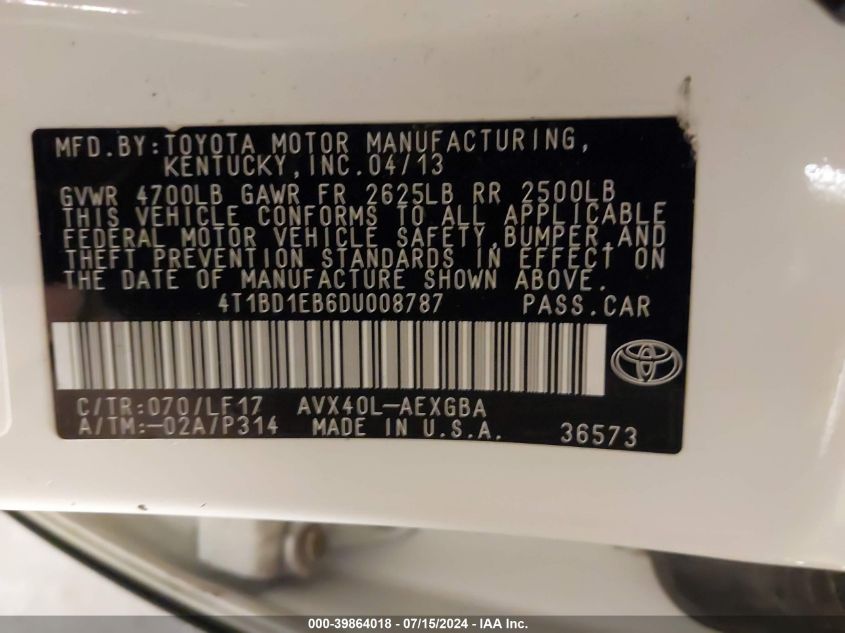 MFD.BY:TOYOTA MOTOR MANUFACTURING,
KENTUCKY,INC.04/13
GVWR 4700LB GAWR FR 2625LB RR 2500LB
THIS VEHICLE CONFORMS TO ALL APPLICABLE
FEDERAL MOTOR VEHICLE SAFETY,BUMPER,AND
THEFT PREVENTION STANDARDS IN EFFECT ON
THE DATE OF MANUFACTURE SHOWN ABOVE.
4T1BD1EB6DU008787 PASS.CAR
C/TR:070/LF17 AVX40L-AEXGBA
A/TM:-02A/P314 MADE IN U.S.A. 36573
000-39864018 - 07/15/2024 - IAA Inc.